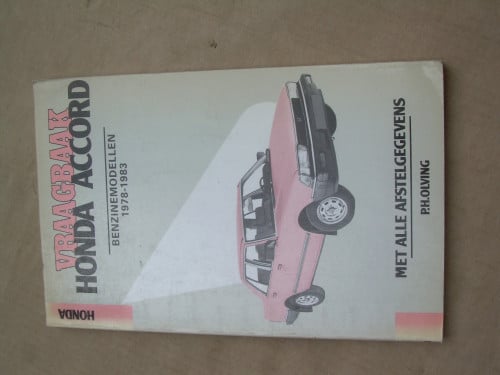 VRAAGBAAK
HONDA ACCORD
BENZINEMODELLEN
1978-1983
MET ALLE AFSTELGEGEVENS
P.H.OLVING
HONDA